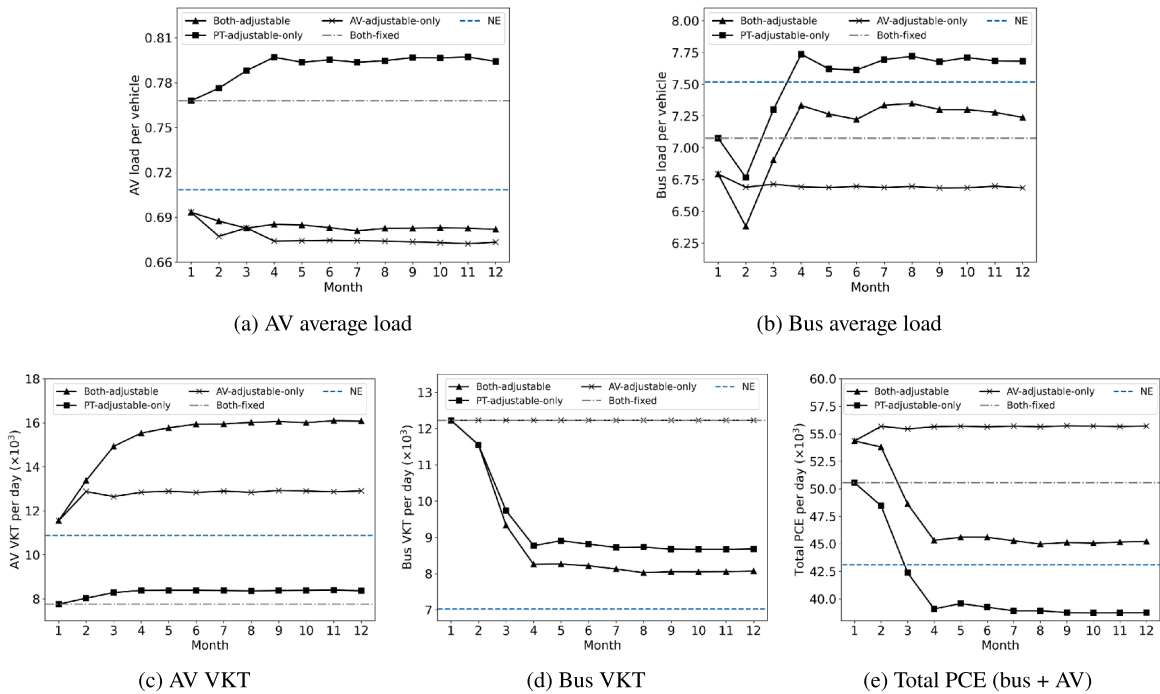 Both-adjustable
PT-adjustable-only
AV-adjustable-only
Both-fixed
NE
0.81
0.78
0.75
0.72
0.69
0.66
AV load per vehicle
1 2 3 4 5 6 7 8 9 10 11 12
Month
(a) AV average load
Both-adjustable
PT-adjustable-only
AV-adjustable-only
Both-fixed
NE
8.00
7.75
7.50
7.25
7.00
6.75
6.50
6.25
Bus load per vehicle
1 2 3 4 5 6 7 8 9 10 11 12
Month
(b) Bus average load
Both-adjustable
PT-adjustable-only
AV-adjustable-only
Both-fixed
NE
18
16
14
12
10
8
AV VKT per day (×10³)
1 2 3 4 5 6 7 8 9 10 11 12
Month
(c) AV VKT
Both-adjustable
PT-adjustable-only
AV-adjustable-only
Both-fixed
NE
13
12
11
10
9
8
7
Bus VKT per day (×10³)
1 2 3 4 5 6 7 8 9 10 11 12
Month
(d) Bus VKT
Both-adjustable
PT-adjustable-only
AV-adjustable-only
Both-fixed
NE
60.0
57.5
55.0
52.5
50.0
47.5
45.0
42.5
40.0
Total PCE per day (×10³)
1 2 3 4 5 6 7 8 9 10 11 12
Month
(e) Total PCE (bus + AV)